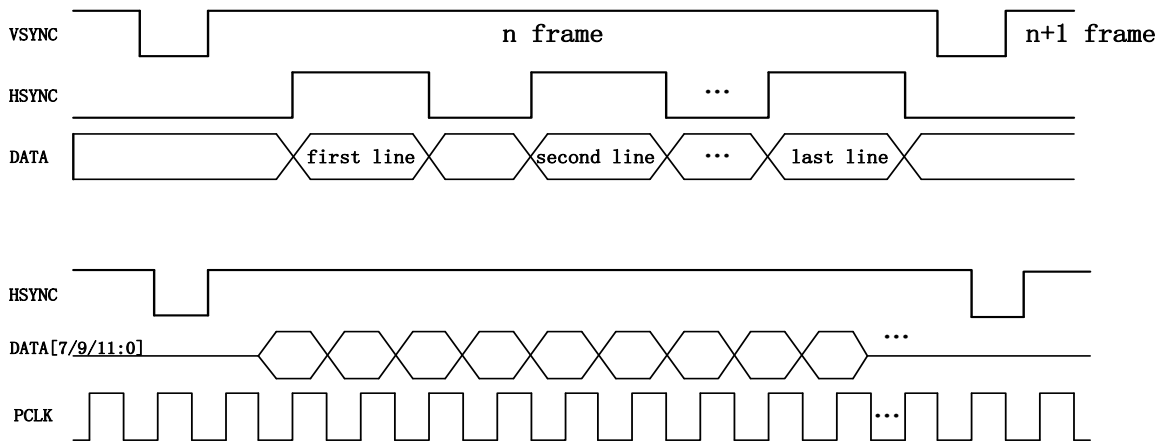 VSYNC n frame n+1 frame
HSYNC ...
DATA first line second line ... last line
HSYNC
DATA[7/9/11:0] ...
PCLK ...